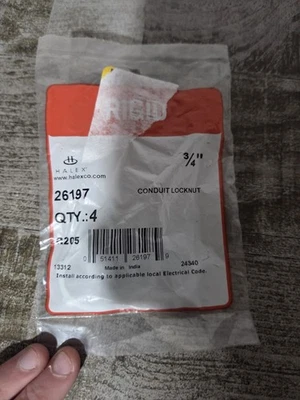 RIGID
HALEX
www.halexco.com
3/4"
26197
CONDUIT LOCKNUT
QTY.:4
0 51411 26197 9
13312
Made in India
24340
Install according to applicable local Electrical Code.